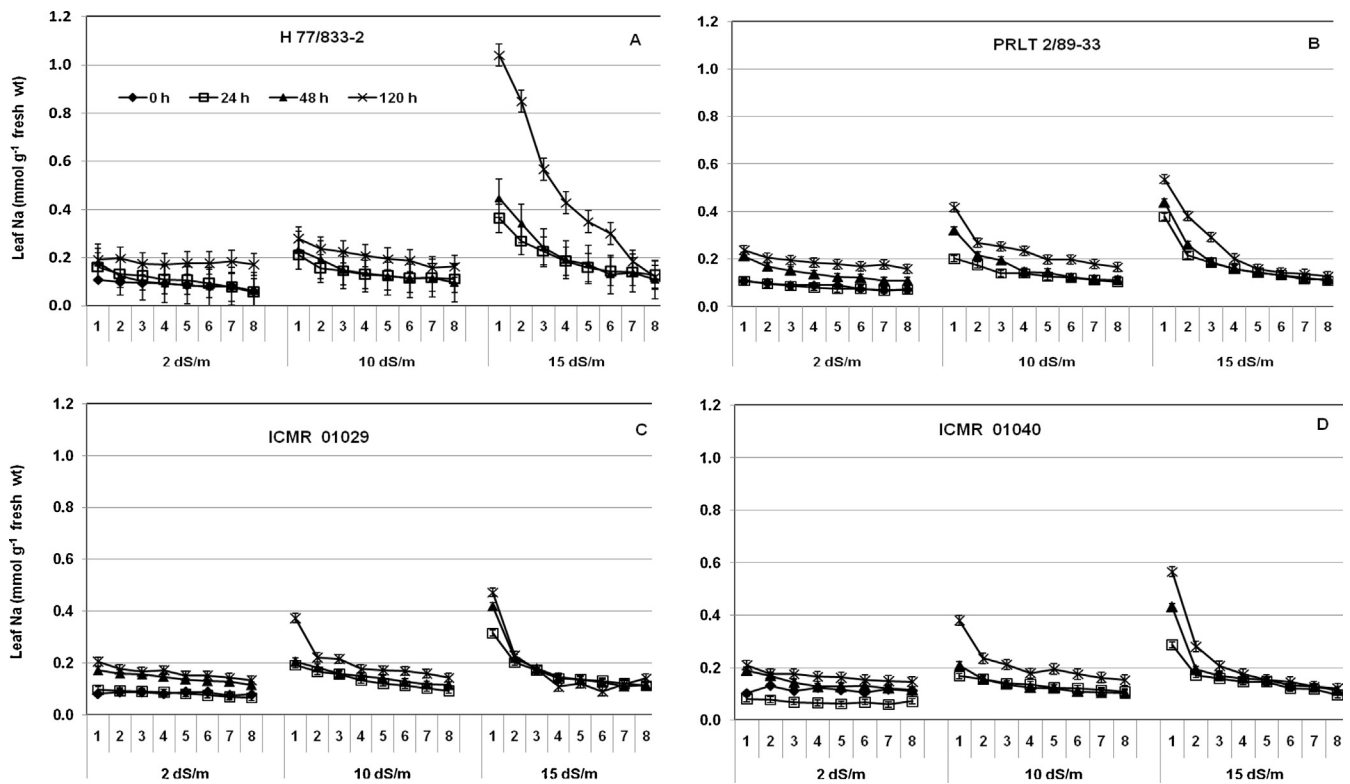 H 77/833-2
A
Leaf Na (mmol g⁻¹ fresh wt)
1.2
1.0
0.8
0.6
0.4
0.2
0.0
0 h 24 h 48 h 120 h
1 2 3 4 5 6 7 8 1 2 3 4 5 6 7 8 1 2 3 4 5 6 7 8
2 dS/m 10 dS/m 15 dS/m
PRLT 2/89-33
B
1.2
1.0
0.8
0.6
0.4
0.2
0.0
1 2 3 4 5 6 7 8 1 2 3 4 5 6 7 8 1 2 3 4 5 6 7 8
2 dS/m 10 dS/m 15 dS/m
ICMR 01029
C
Leaf Na (mmol g⁻¹ fresh wt)
1.2
1.0
0.8
0.6
0.4
0.2
0.0
1 2 3 4 5 6 7 8 1 2 3 4 5 6 7 8 1 2 3 4 5 6 7 8
2 dS/m 10 dS/m 15 dS/m
ICMR 01040
D
1.2
1.0
0.8
0.6
0.4
0.2
0.0
1 2 3 4 5 6 7 8 1 2 3 4 5 6 7 8 1 2 3 4 5 6 7 8
2 dS/m 10 dS/m 15 dS/m